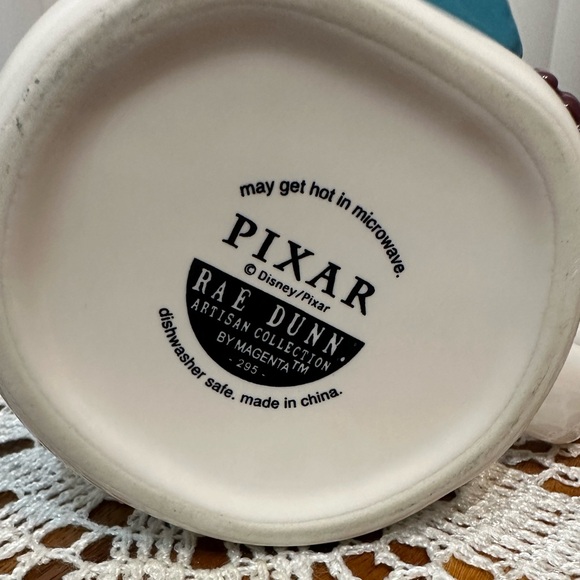 may get hot in microwave.
PIXAR
© Disney/Pixar
RAE DUNN.
ARTISAN COLLECTION
BY MAGENTA™
- 295 -
dishwasher safe. made in china.